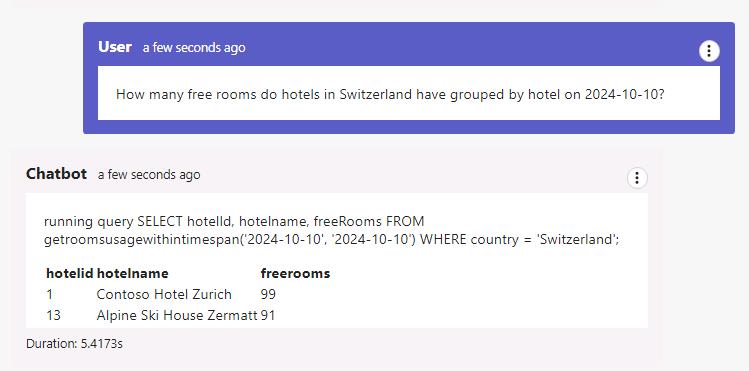 User a few seconds ago
How many free rooms do hotels in Switzerland have grouped by hotel on 2024-10-10?
Chatbot a few seconds ago
running query SELECT hotelId, hotelname, freeRooms FROM
getroomsusagewithintimespan('2024-10-10', '2024-10-10') WHERE country = 'Switzerland';
hotelid hotelname freerooms
1 Contoso Hotel Zurich 99
13 Alpine Ski House Zermatt 91
Duration: 5.4173s